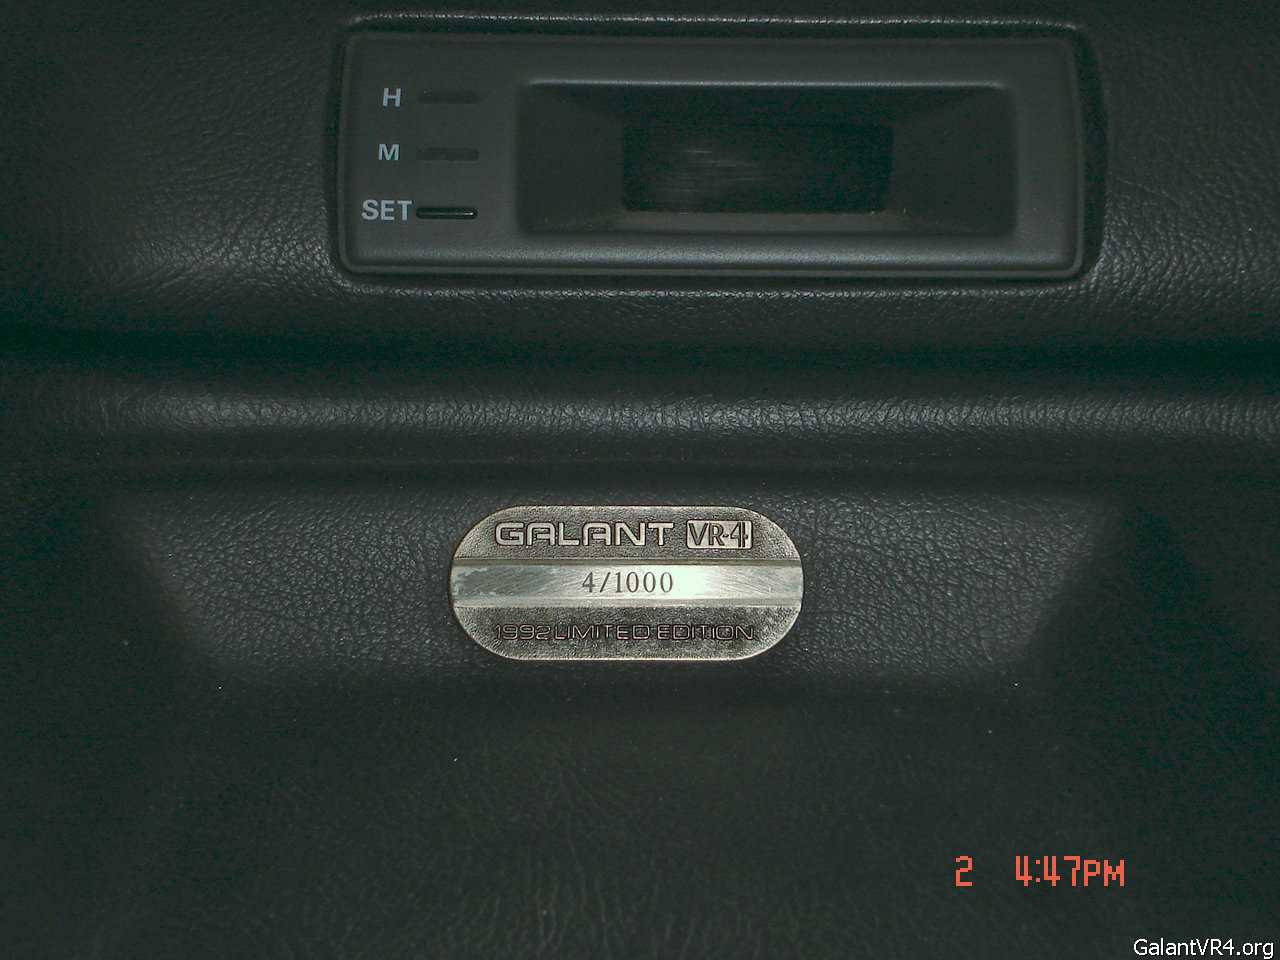 H
M
SET
GALANT VR-4
4/1000
1992 LIMITED EDITION
2 4:47PM
GalantVR4.org